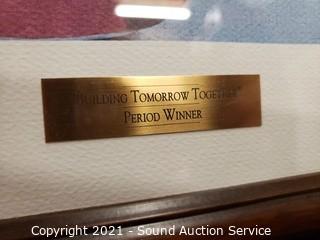 "Building Tomorrow Together"
Period Winner
Copyright 2021 - Sound Auction Service